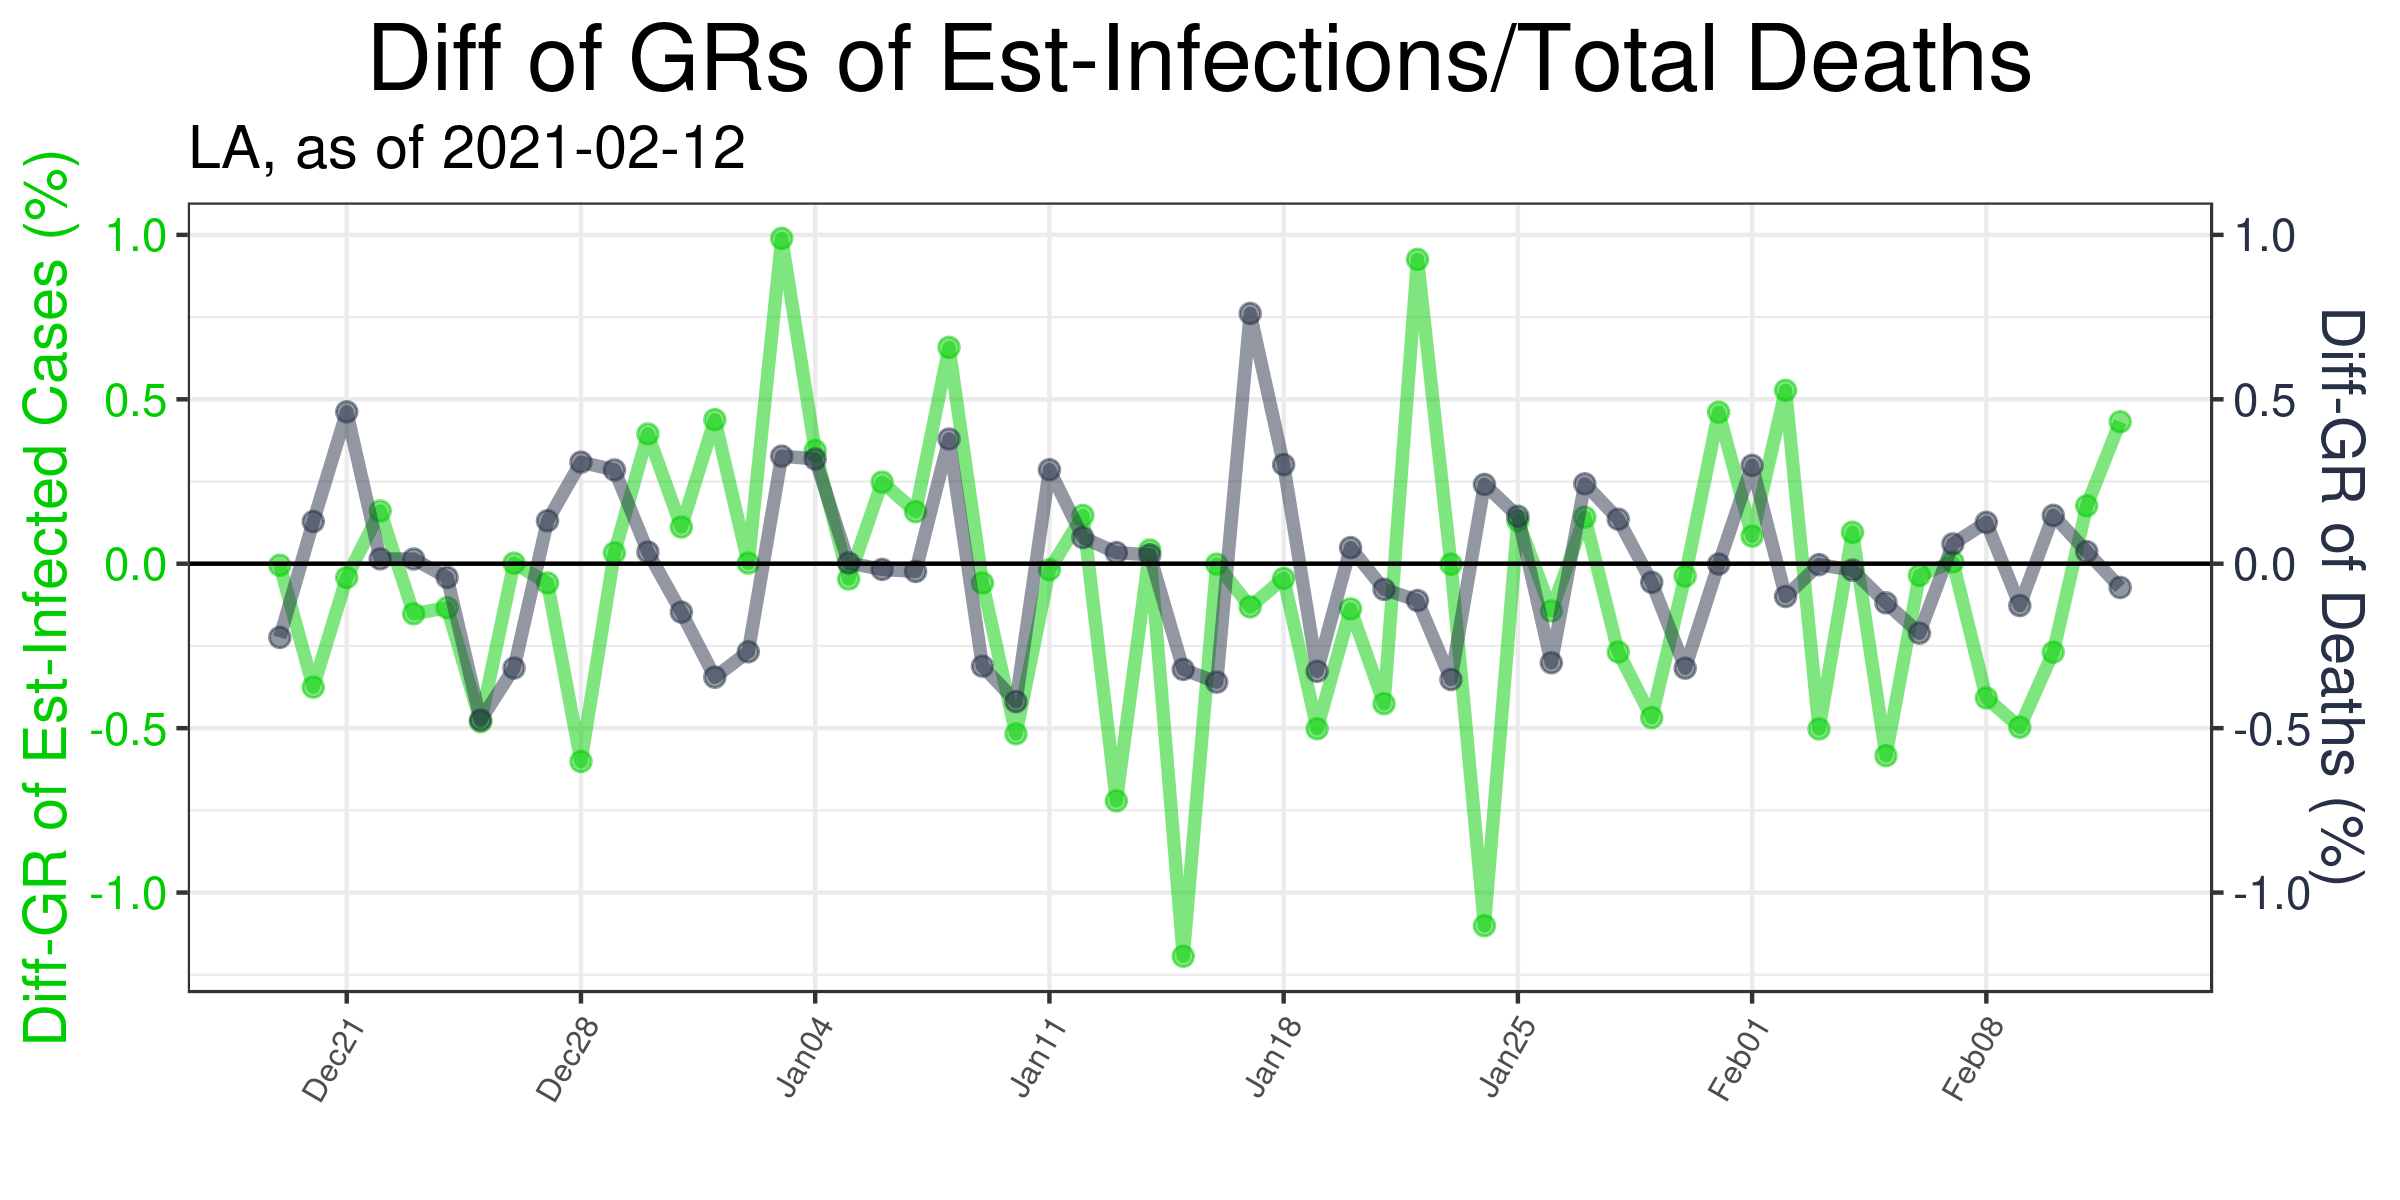 Diff of GRs of Est-Infections/Total Deaths
LA, as of 2021-02-12
Diff-GR of Est-Infected Cases (%)
1.0
0.5
0.0
-0.5
-1.0
1.0
0.5
0.0
-0.5
-1.0
Diff-GR of Deaths (%)
Dec21
Dec28
Jan04
Jan11
Jan18
Jan25
Feb01
Feb08